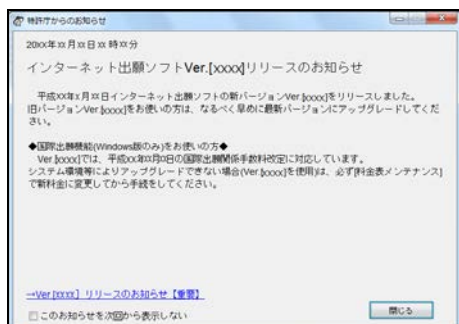 特許庁からのお知らせ
20xx年xx月xx日xx時xx分
インターネット出願ソフトVer.[xxxx]リリースのお知らせ
平成xx年x月xx日インターネット出願ソフトの新バージョンVer.[xxxx]をリリースしました。
旧バージョンVer.[xxxx]をお使いの方は、なるべく早めに最新バージョンにアップグレードしてくだ
さい。
◆国際出願機能(Windows版のみ)をお使いの方◆
Ver.[xxxx]では、平成xx年xx月xx日の国際出願関係手数料改定に対応しています。
システム環境等によりアップグレードできない場合(Ver.[xxxx]を使用)は、必ず[料金表メンテナンス]
で新料金に変更してから手続をしてください。
→Ver.[xxxx] リリースのお知らせ【重要】
このお知らせを次回から表示しない
閉じる